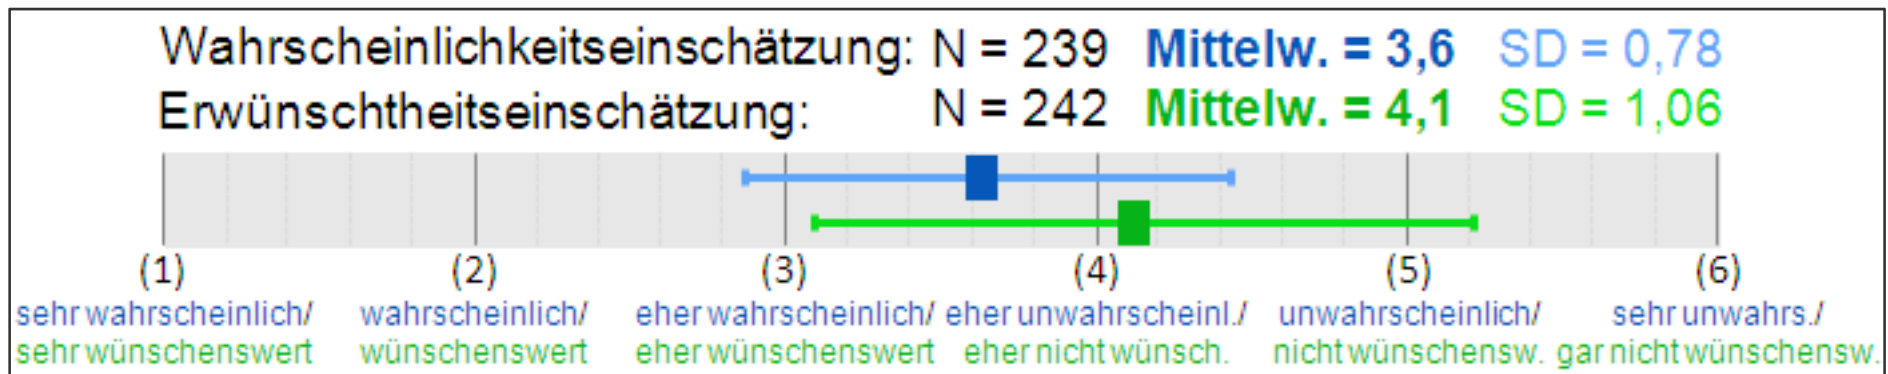 Wahrscheinlichkeitseinschätzung: N = 239 Mittelw. = 3,6 SD = 0,78
Erwünschtheitseinschätzung: N = 242 Mittelw. = 4,1 SD = 1,06
(1) (2) (3) (4) (5) (6)
sehr wahrscheinlich/ wahrscheinlich/ eher wahrscheinlich/ eher unwahrscheinl./ unwahrscheinlich/ sehr unwahrs./
sehr wünschenswert wünschenswert eher wünschenswert eher nicht wünsch. nicht wünschensw. gar nicht wünschensw.